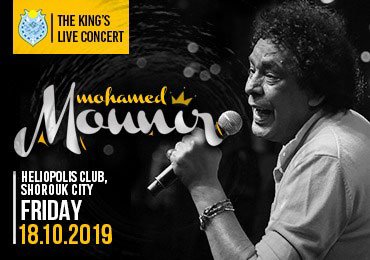 THE KING'S
LIVE CONCERT
mohamed
Mounir
HELIOPOLIS CLUB,
SHOROUK CITY
FRIDAY
18.10.2019